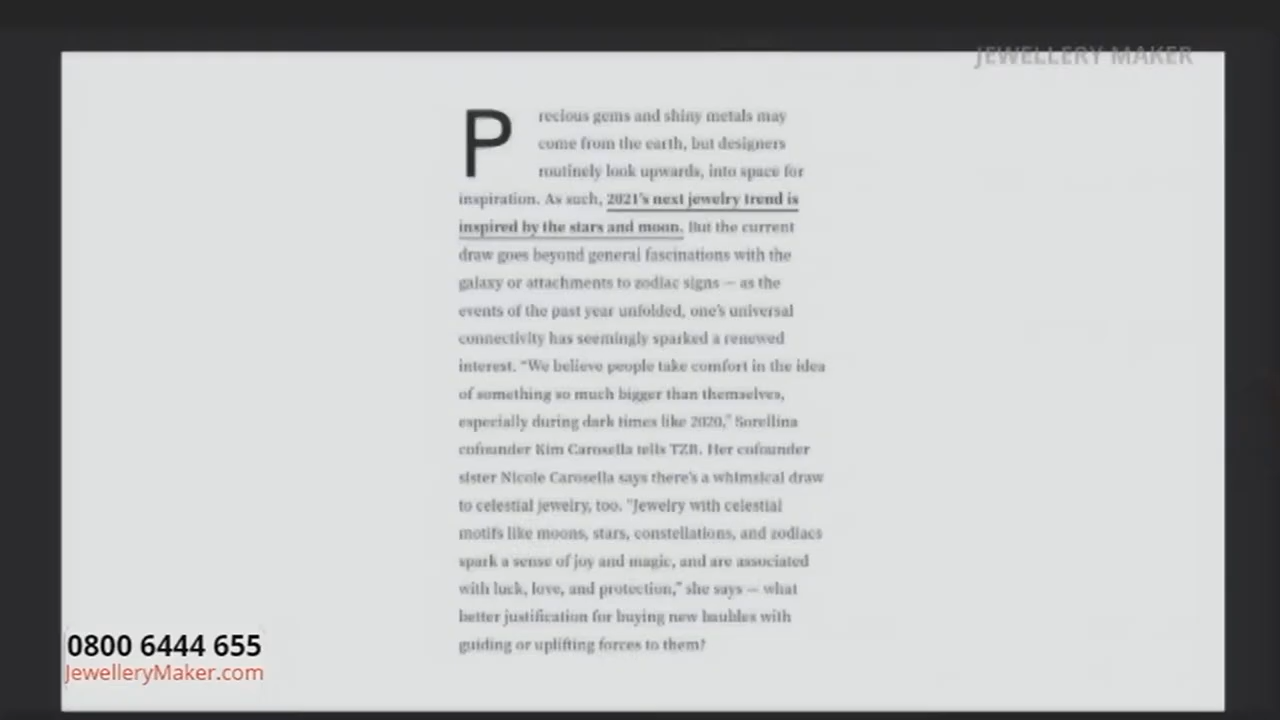 JEWELLERY MAKER
Precious gems and shiny metals may
come from the earth, but designers
routinely look upwards, into space for
inspiration. As such, 2021's next jewelry trend is
inspired by the stars and moon. But the current
draw goes beyond general fascinations with the
galaxy or attachments to zodiac signs — as the
events of the past year unfolded, one's universal
connectivity has seemingly sparked a renewed
interest. "We believe people take comfort in the idea
of something so much bigger than themselves,
especially during dark times like 2020," Sorellina
cofounder Kim Carosella tells TZR. Her cofounder
sister Nicole Carosella says there's a whimsical draw
to celestial jewelry, too. "Jewelry with celestial
motifs like moons, stars, constellations, and zodiacs
spark a sense of joy and magic, and are associated
with luck, love, and protection," she says — what
better justification for buying new baubles with
guiding or uplifting forces to them?
0800 6444 655
JewelleryMaker.com